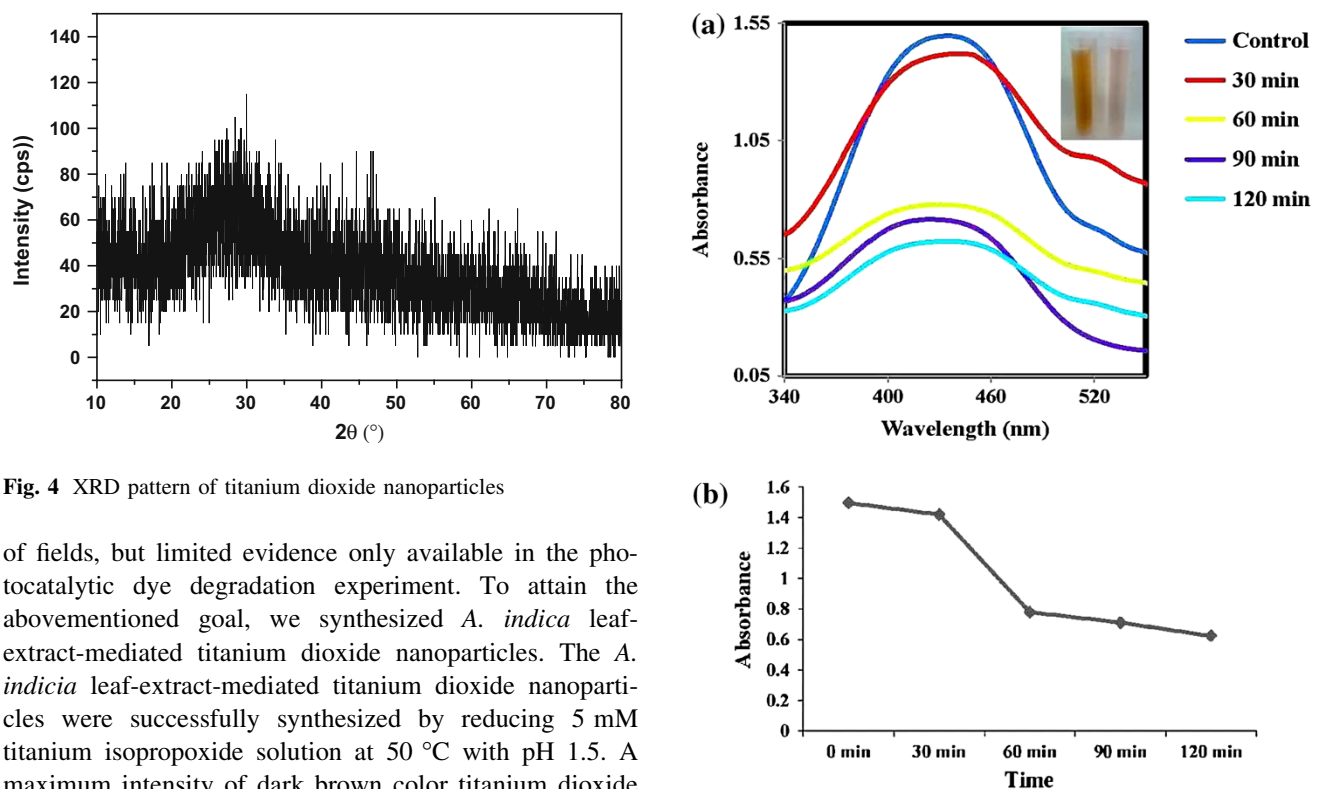 140
120
100
80
60
40
20
0
Intensity (cps))
10 20 30 40 50 60 70 80
2θ (°)
Fig. 4 XRD pattern of titanium dioxide nanoparticles
of fields, but limited evidence only available in the pho-
tocatalytic dye degradation experiment. To attain the
abovementioned goal, we synthesized A. indica leaf-
extract-mediated titanium dioxide nanoparticles. The A.
indicia leaf-extract-mediated titanium dioxide nanoparti-
cles were successfully synthesized by reducing 5 mM
titanium isopropoxide solution at 50 °C with pH 1.5. A
maximum intensity of dark brown color titanium dioxide
(a)
1.55
1.05
0.55
0.05
Absorbance
340 400 460 520
Wavelength (nm)
Control
30 min
60 min
90 min
120 min
(b)
1.6
1.4
1.2
1
0.8
0.6
0.4
0.2
0
Absorbance
0 min 30 min 60 min 90 min 120 min
Time